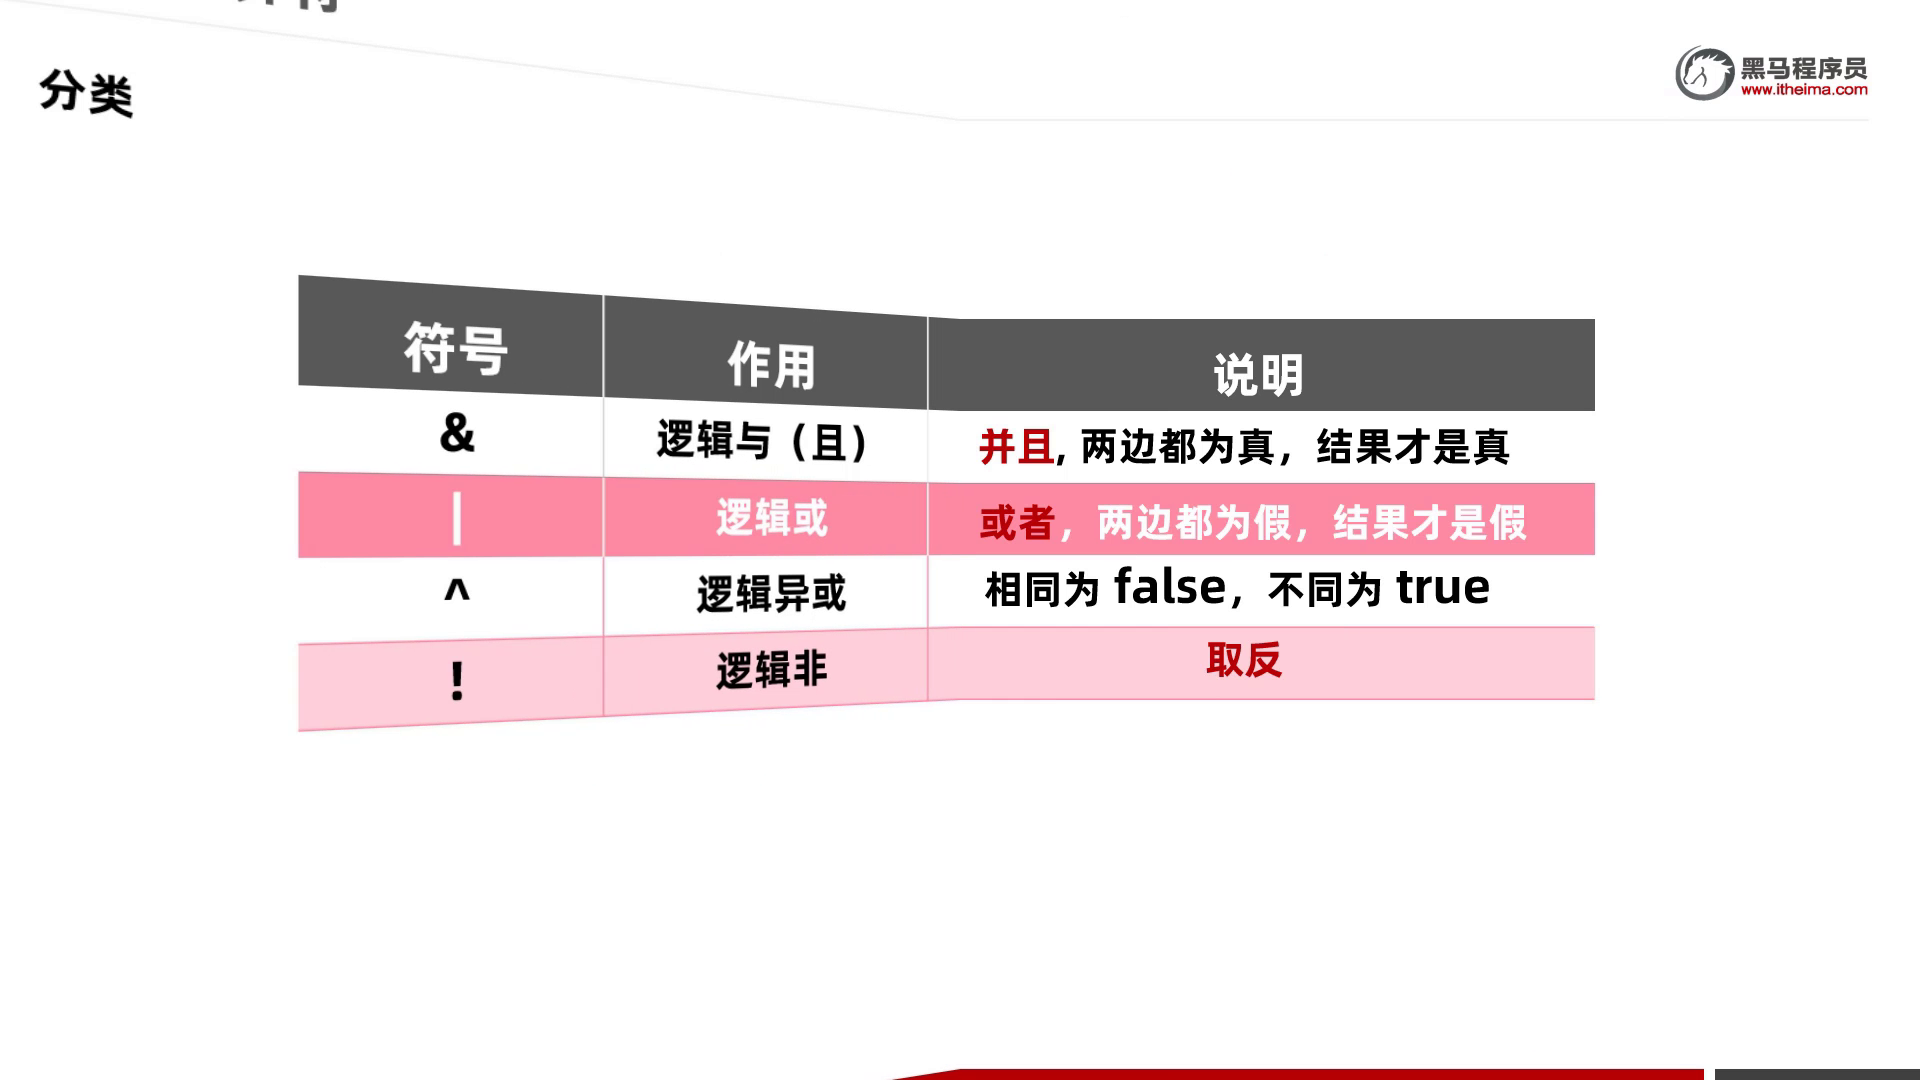 分类
黑马程序员
www.itheima.com
符号 作用 说明
& 逻辑与（且） 并且, 两边都为真，结果才是真
| 逻辑或 或者，两边都为假，结果才是假
^ 逻辑异或 相同为 false，不同为 true
! 逻辑非 取反